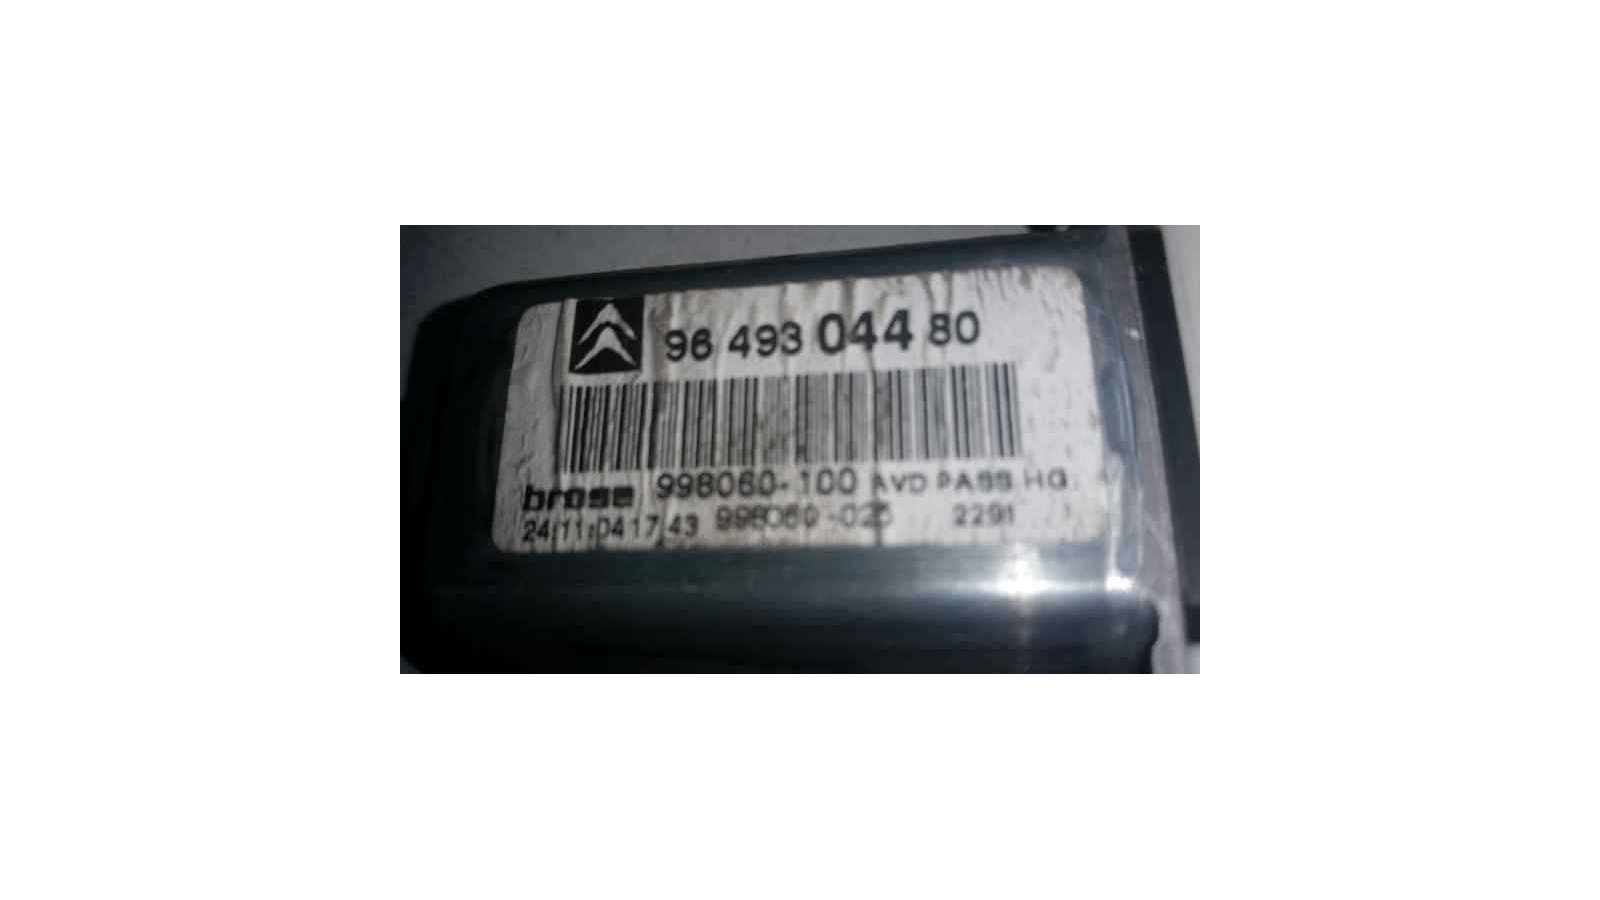 96 493 044 80
brose 998060-100 AVD PASS HG.
24.11.04 17.43 998060-025 2291